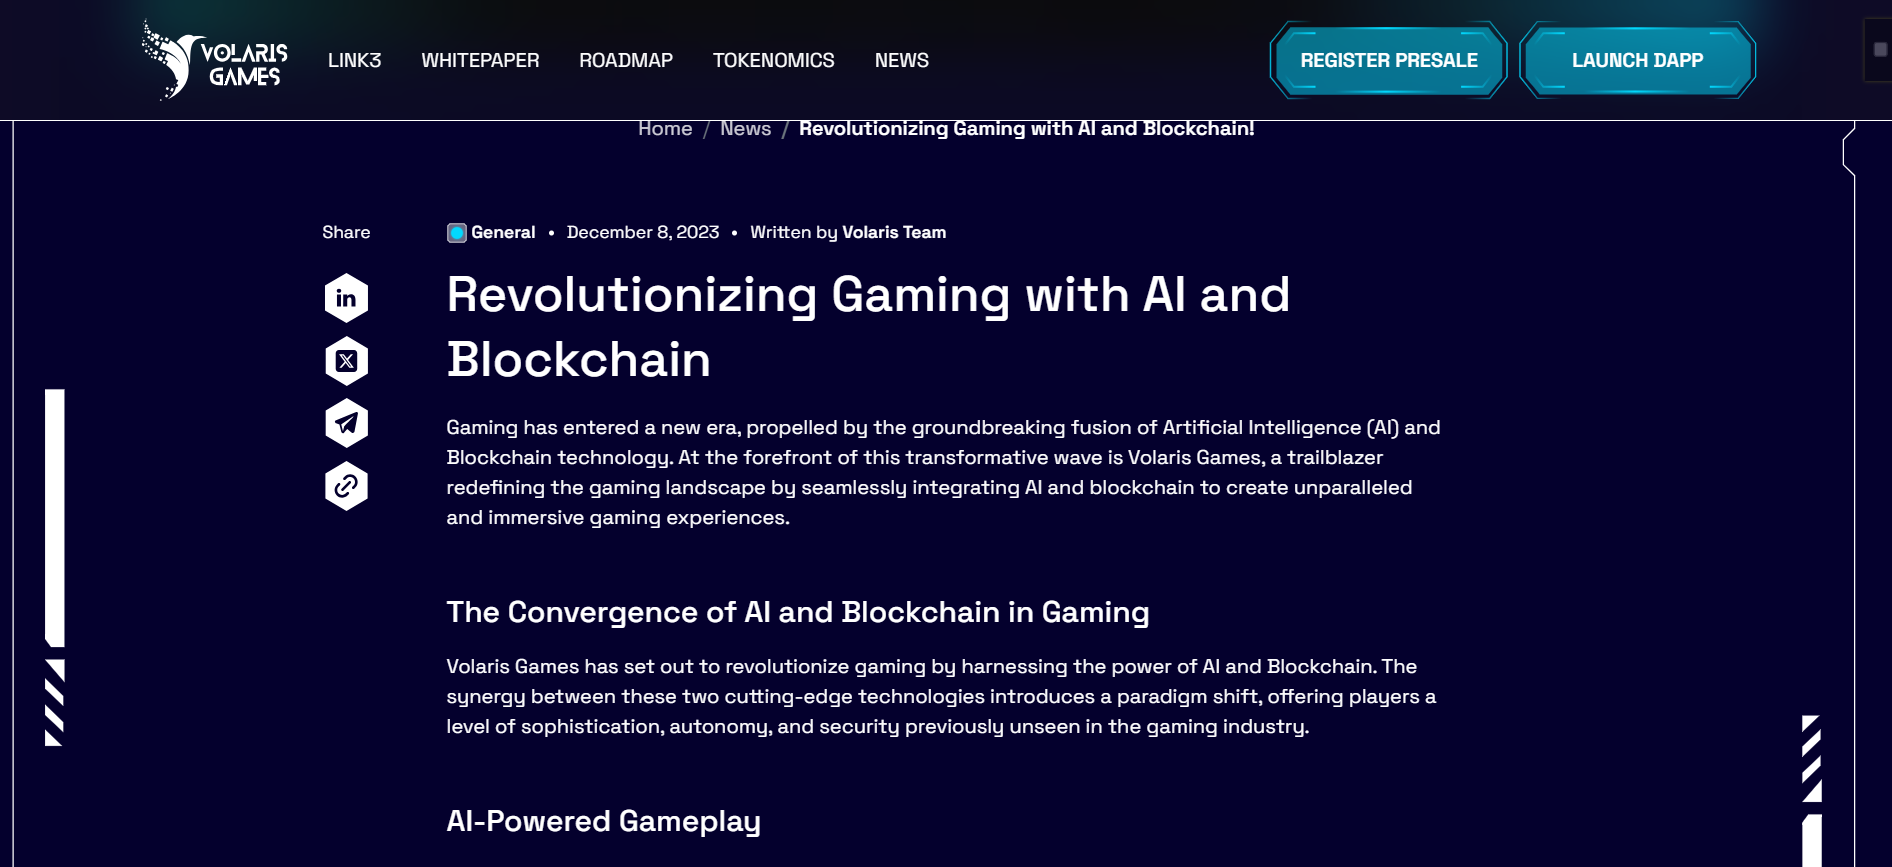 VOLARIS
GAMES
LINK3 WHITEPAPER ROADMAP TOKENOMICS NEWS REGISTER PRESALE LAUNCH DAPP
Home / News / Revolutionizing Gaming with AI and Blockchain!
Share
General • December 8, 2023 • Written by Volaris Team
Revolutionizing Gaming with AI and
Blockchain
Gaming has entered a new era, propelled by the groundbreaking fusion of Artificial Intelligence (AI) and
Blockchain technology. At the forefront of this transformative wave is Volaris Games, a trailblazer
redefining the gaming landscape by seamlessly integrating AI and blockchain to create unparalleled
and immersive gaming experiences.
The Convergence of AI and Blockchain in Gaming
Volaris Games has set out to revolutionize gaming by harnessing the power of AI and Blockchain. The
synergy between these two cutting-edge technologies introduces a paradigm shift, offering players a
level of sophistication, autonomy, and security previously unseen in the gaming industry.
AI-Powered Gameplay